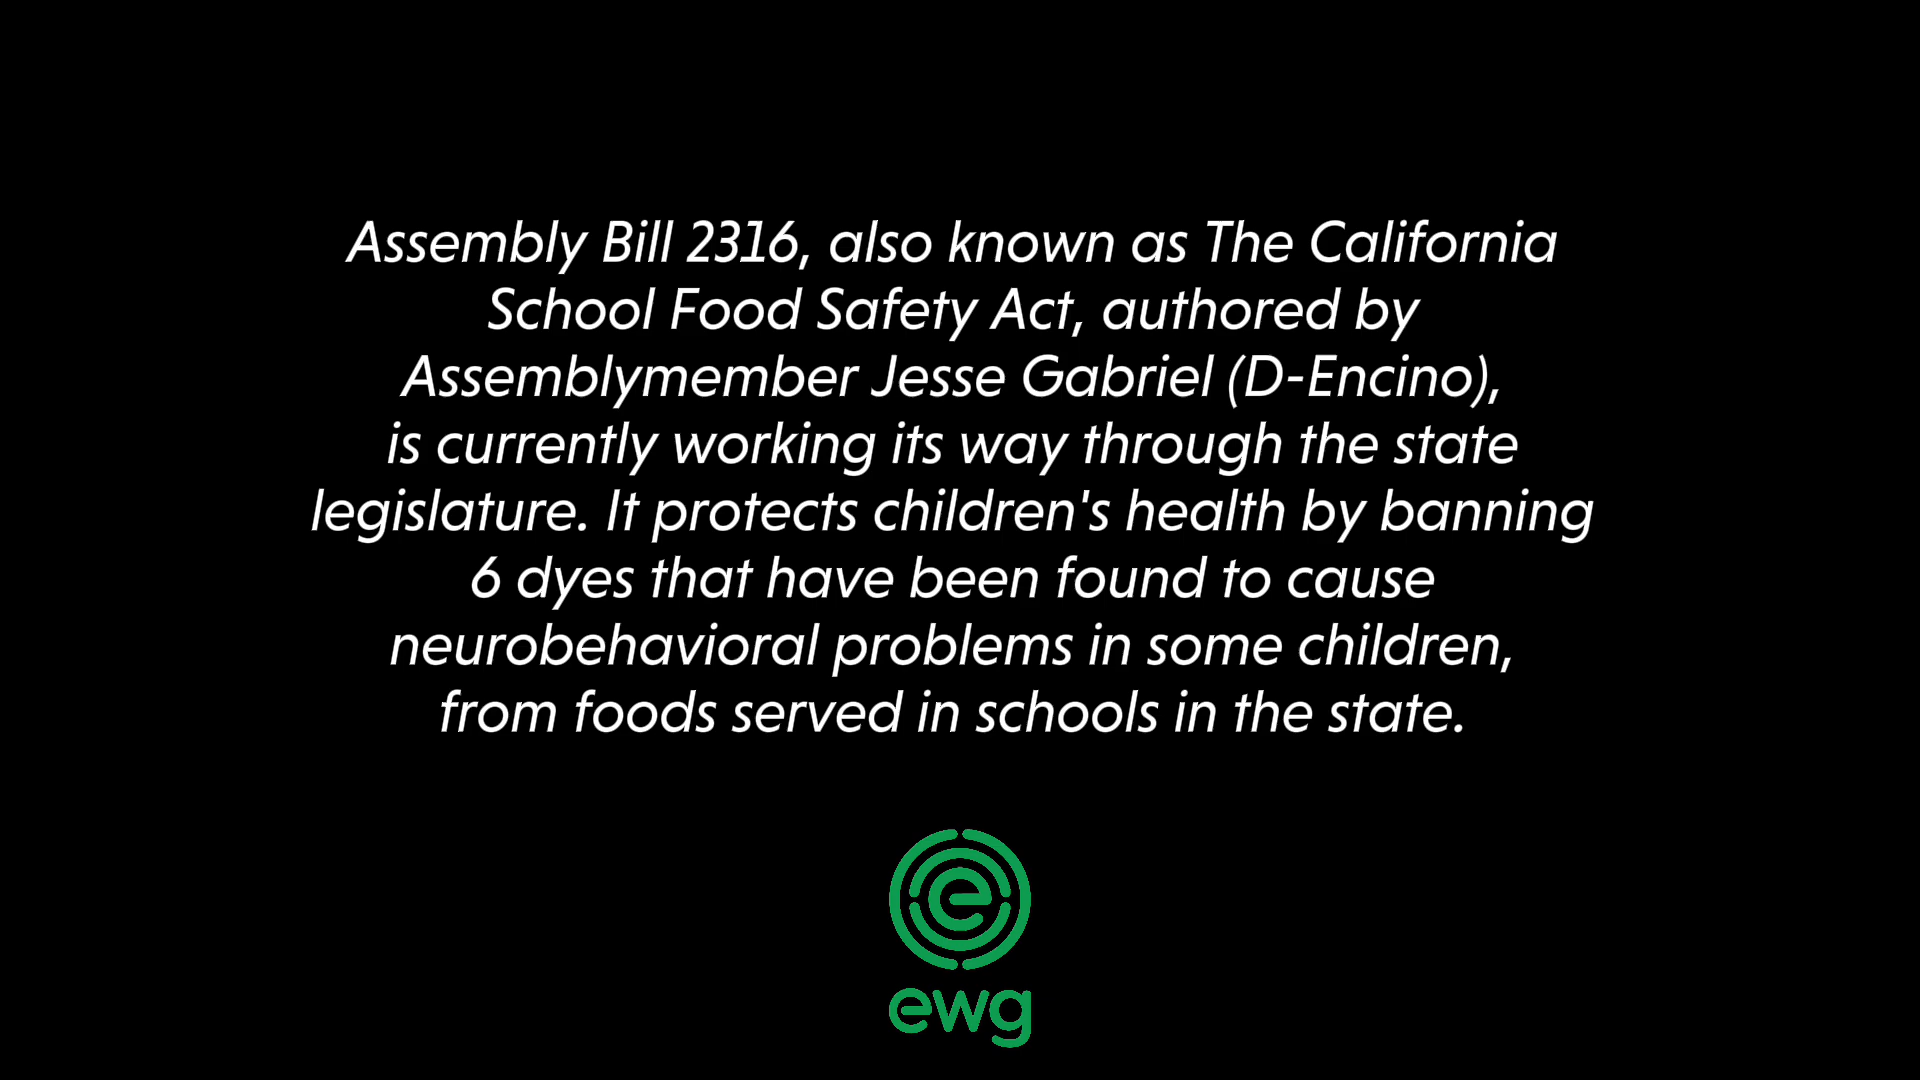 Assembly Bill 2316, also known as The California
School Food Safety Act, authored by
Assemblymember Jesse Gabriel (D-Encino),
is currently working its way through the state
legislature. It protects children's health by banning
6 dyes that have been found to cause
neurobehavioral problems in some children,
from foods served in schools in the state.
e
ewg